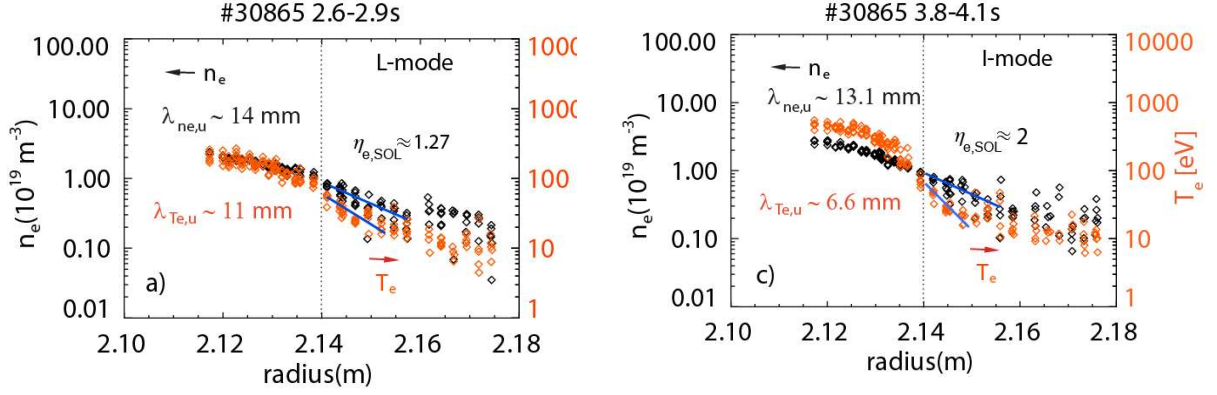 #30865 2.6-2.9s
100.00
10.00
1.00
0.10
0.01
n_e(10^19 m^-3)
← n_e
L-mode
λ_ne,u ~ 14 mm
η_e,SOL ≈ 1.27
λ_Te,u ~ 11 mm
→
T_e
a)
1000
1000
100
10
1
2.10 2.12 2.14 2.16 2.18
radius(m)
#30865 3.8-4.1s
100.00
10.00
1.00
0.10
0.01
n_e(10^19 m^-3)
← n_e
I-mode
λ_ne,u ~ 13.1 mm
η_e,SOL ≈ 2
λ_Te,u ~ 6.6 mm
→
T_e
c)
10000
1000
100
10
1
T_e [eV]
2.10 2.12 2.14 2.16 2.18
radius(m)